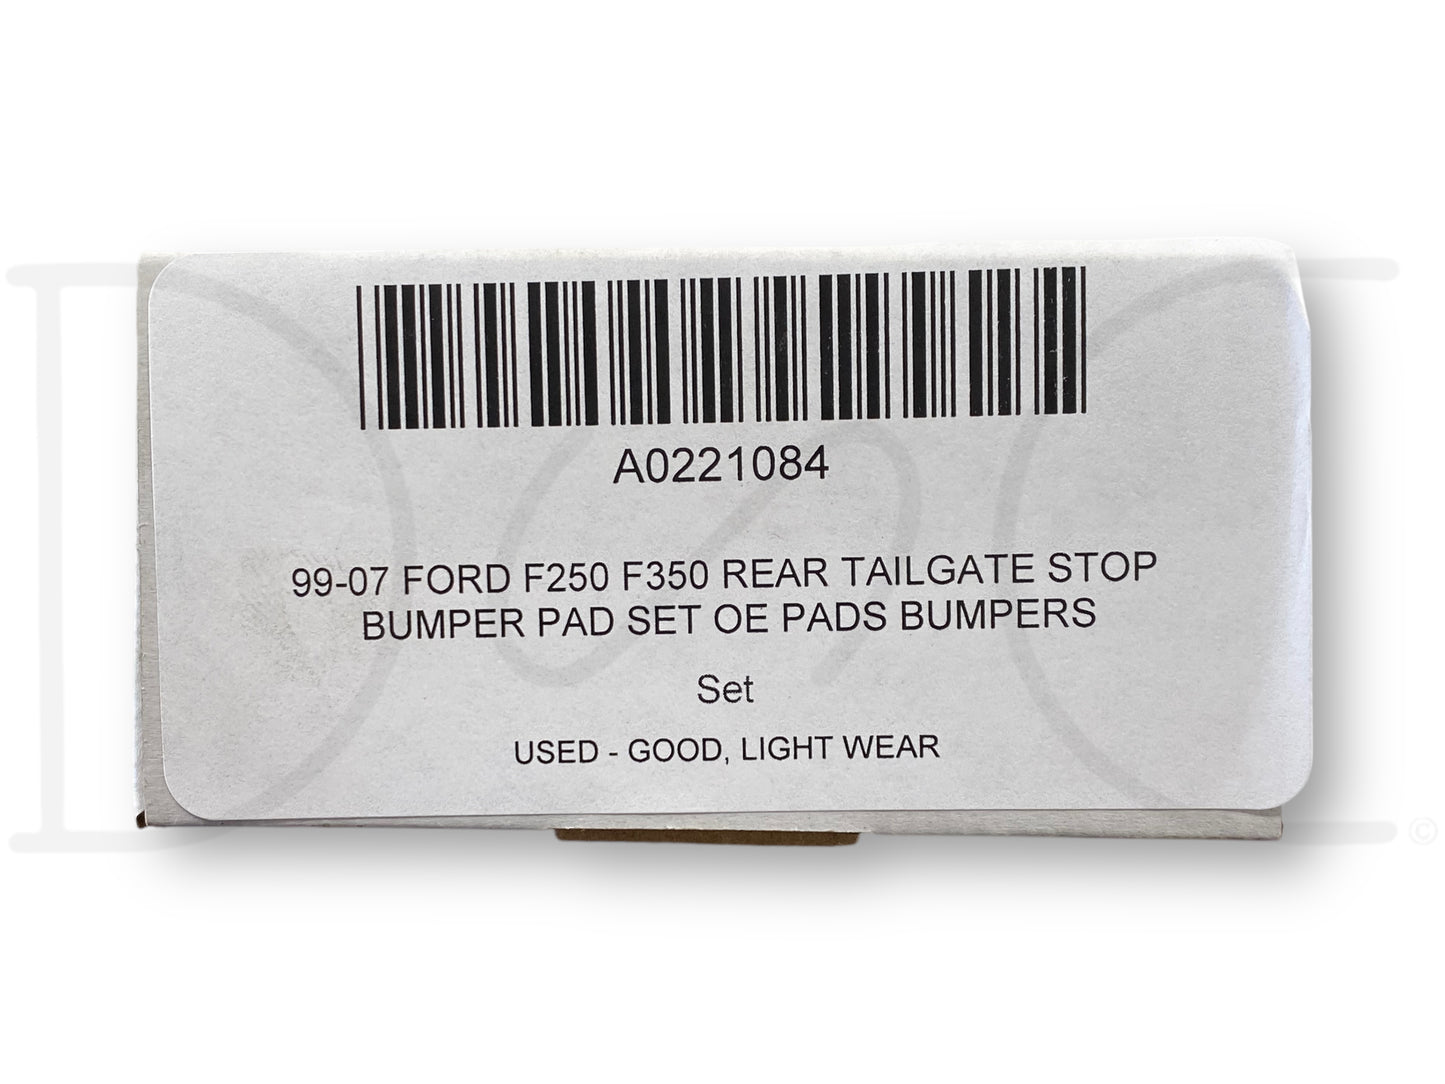 A0221084
99-07 FORD F250 F350 REAR TAILGATE STOP
BUMPER PAD SET OE PADS BUMPERS
Set
USED - GOOD, LIGHT WEAR
©